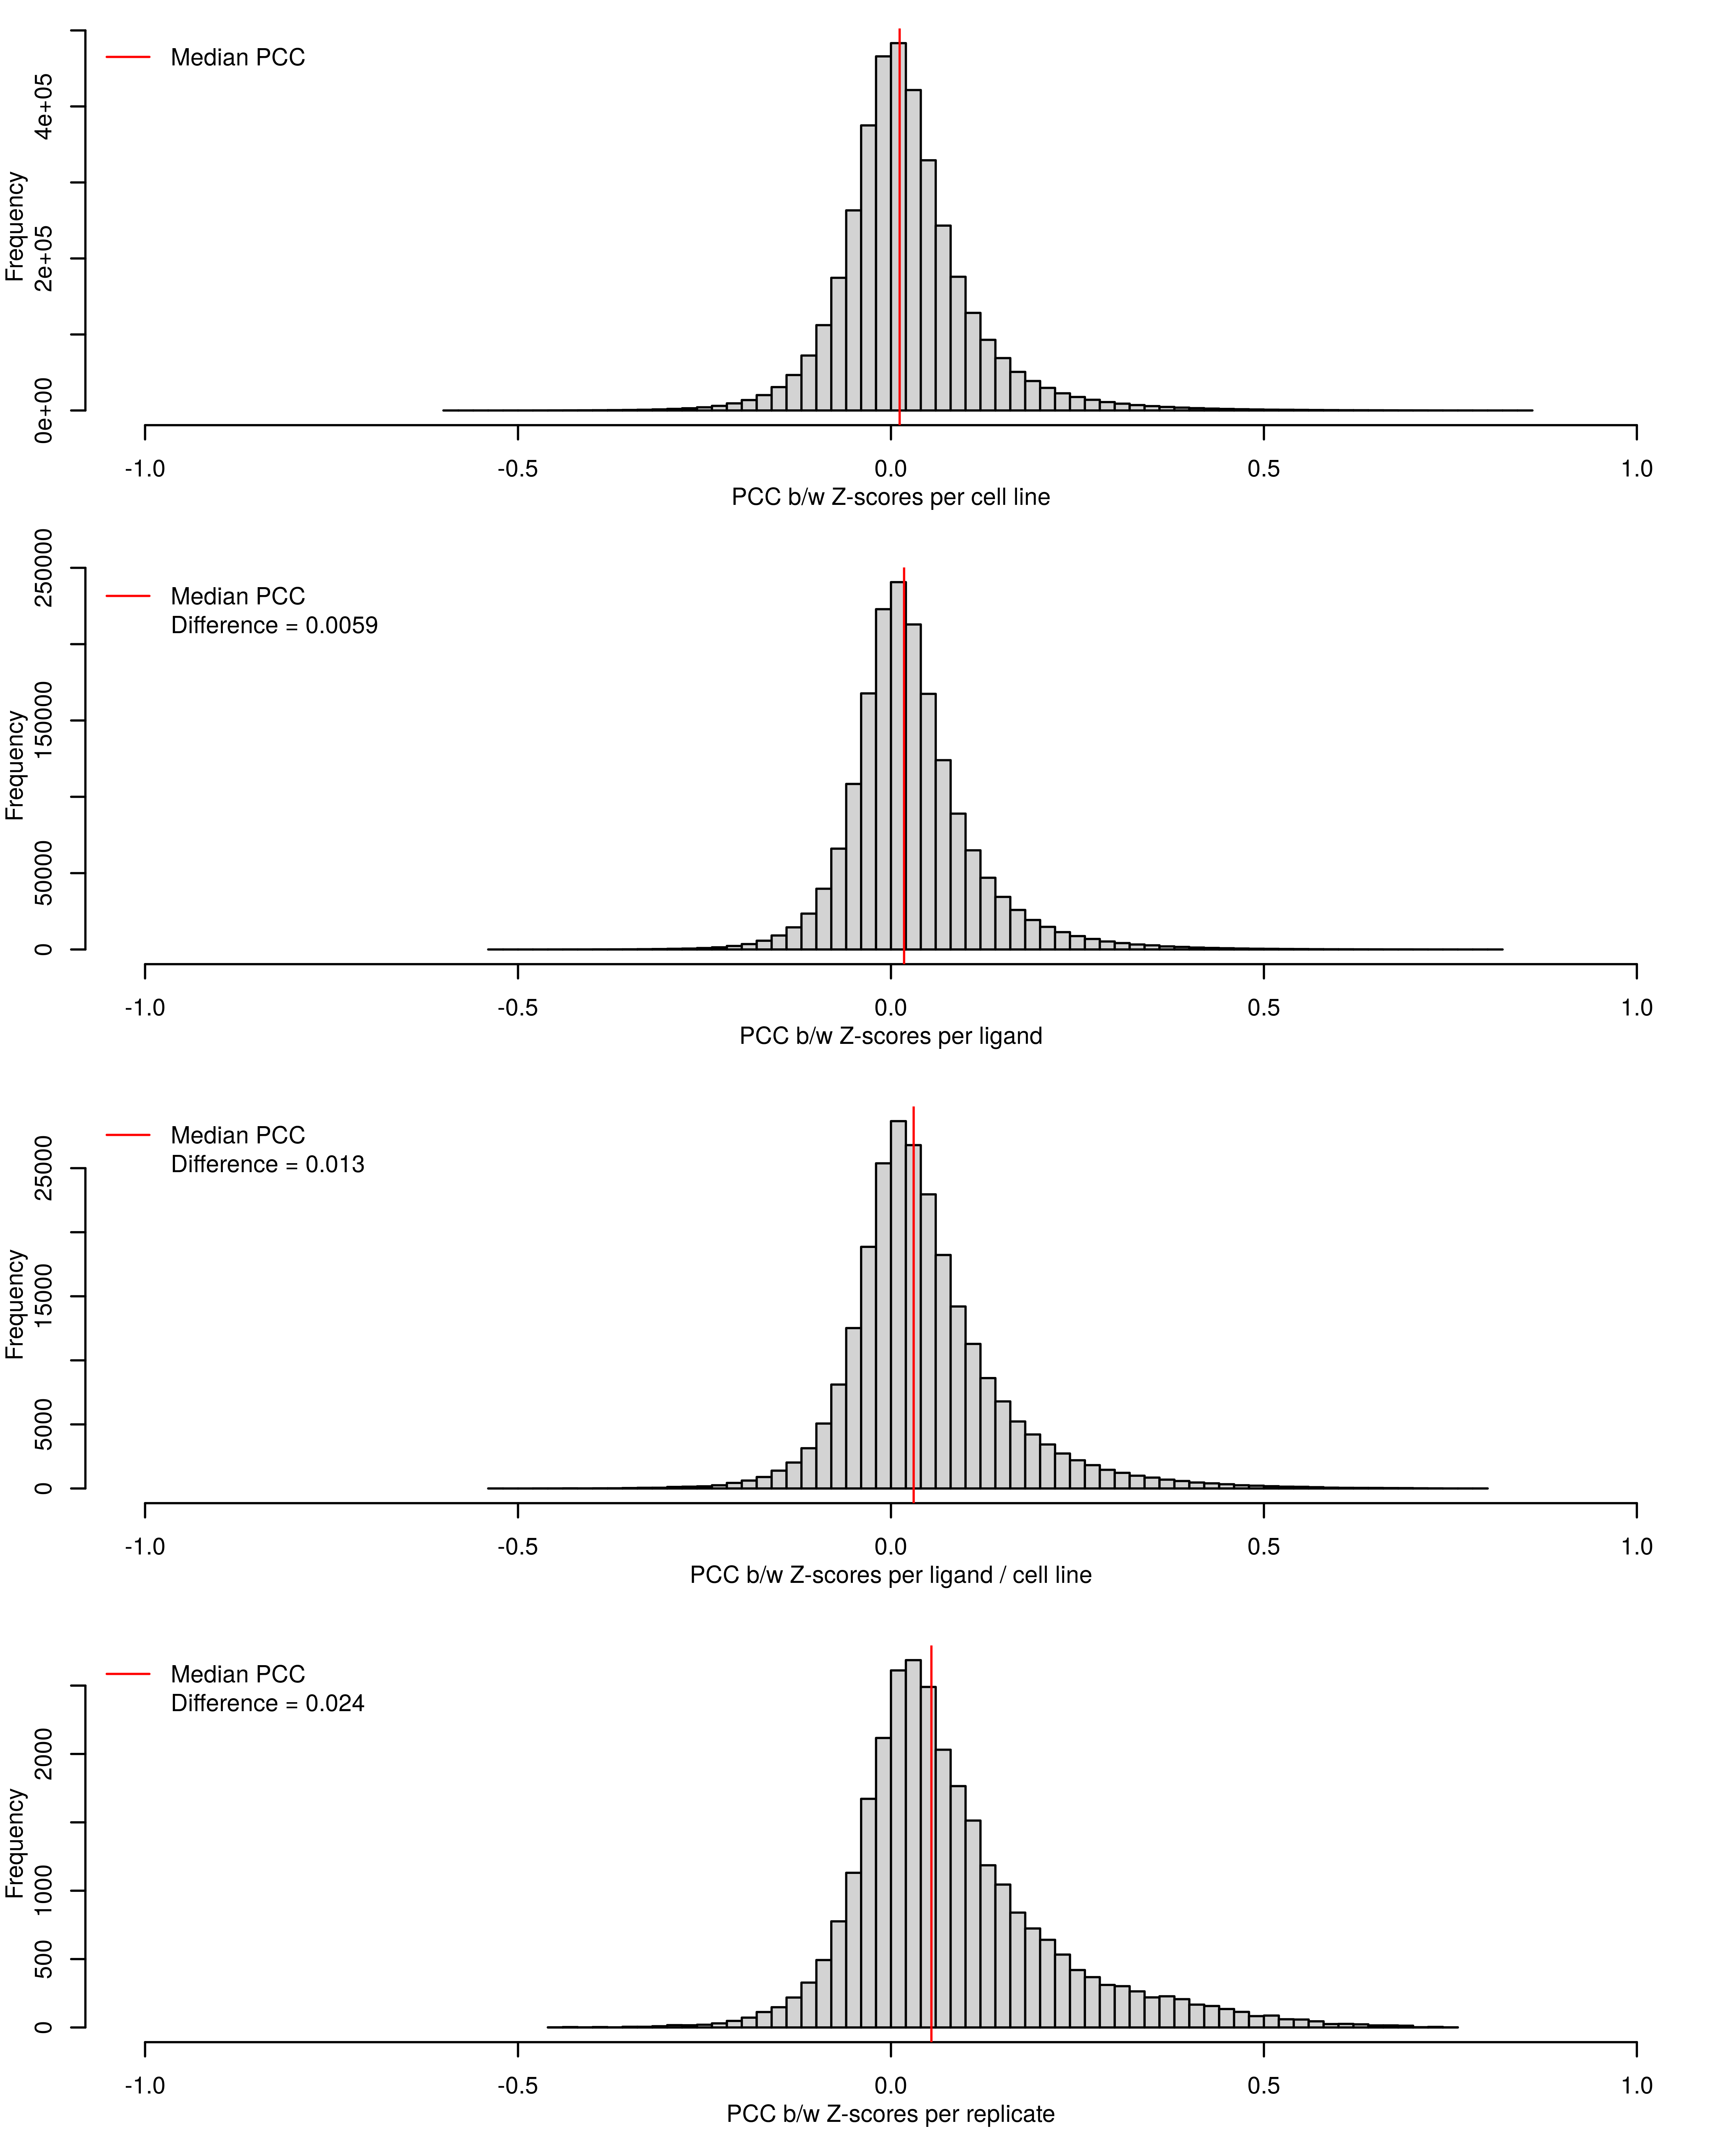 Median PCC
Frequency
0e+00
2e+05
4e+05
-1.0
-0.5
0.0
0.5
1.0
PCC b/w Z-scores per cell line
Median PCC
Difference = 0.0059
Frequency
0
50000
150000
250000
-1.0
-0.5
0.0
0.5
1.0
PCC b/w Z-scores per ligand
Median PCC
Difference = 0.013
Frequency
0
5000
15000
25000
-1.0
-0.5
0.0
0.5
1.0
PCC b/w Z-scores per ligand / cell line
Median PCC
Difference = 0.024
Frequency
0
500
1000
2000
-1.0
-0.5
0.0
0.5
1.0
PCC b/w Z-scores per replicate